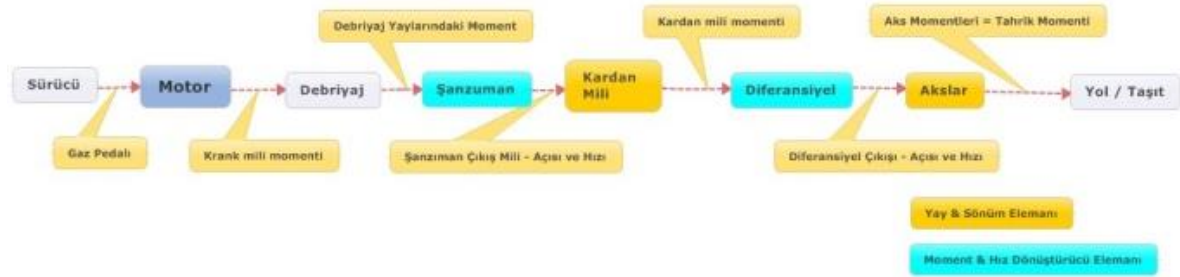 Debriyaj Yaylarındaki Moment
Kardan mili momenti
Aks Momentleri = Tahrik Momenti
Sürücü
Motor
Debriyaj
Şanzuman
Kardan
Mili
Diferansiyel
Akslar
Yol / Taşıt
Gaz Pedalı
Krank mili momenti
Şanzıman Çıkış Mili - Açısı ve Hızı
Diferansiyel Çıkışı - Açısı ve Hızı
Yay & Sönüm Elemanı
Moment & Hız Dönüştürücü Elemanı